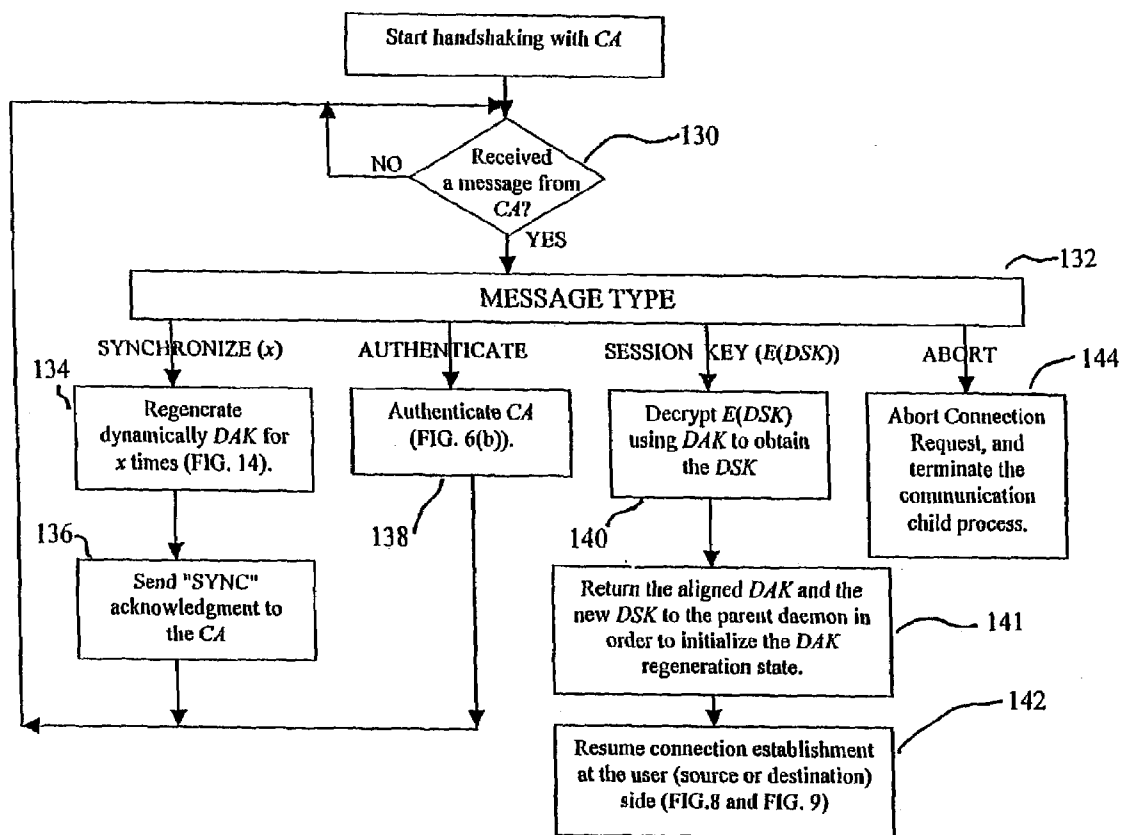 Start handshaking with CA
130
Received
a message from
CA?
NO
YES
132
MESSAGE TYPE
SYNCHRONIZE (x)
AUTHENTICATE
SESSION KEY (E(DSK))
ABORT
134
Regenerate
dynamically DAK for
x times (FIG. 14).
Authenticate CA
(FIG. 6(b)).
138
Decrypt E(DSK)
using DAK to obtain
the DSK
140
144
Abort Connection
Request, and
terminate the
communication
child process.
136
Send "SYNC"
acknowledgment to
the CA
Return the aligned DAK and the
new DSK to the parent daemon in
order to initialize the DAK
regeneration state.
141
142
Resume connection establishment
at the user (source or destination)
side (FIG.8 and FIG. 9)